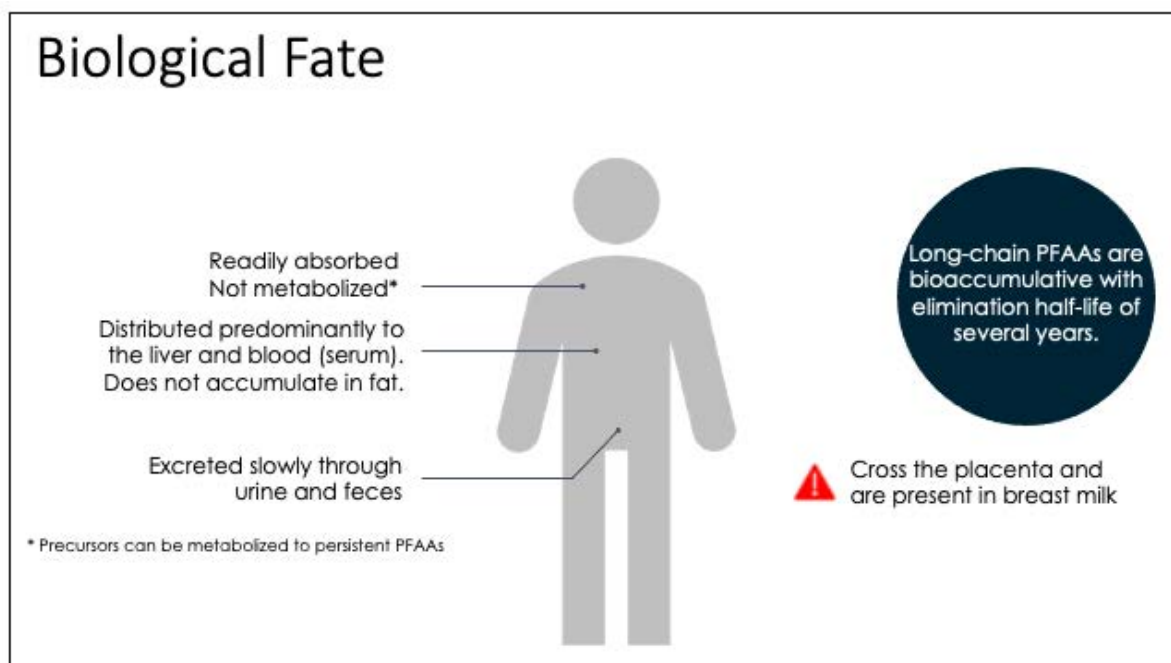 Biological Fate
Readily absorbed
Not metabolized*
Distributed predominantly to
the liver and blood (serum).
Does not accumulate in fat.
Excreted slowly through
urine and feces
* Precursors can be metabolized to persistent PFAAs
Long-chain PFAAs are
bioaccumulative with
elimination half-life of
several years.
Cross the placenta and
are present in breast milk